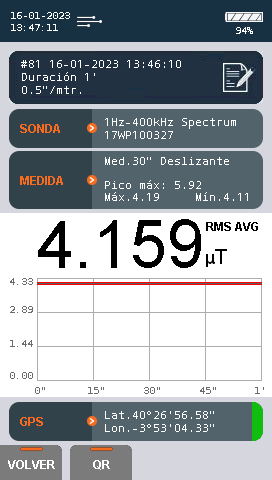 16-01-2023
13:47:11
94%
#81 16-01-2023 13:46:10
Duración 1'
0.5"/mtr.
SONDA
1Hz-400kHz Spectrum
17WP100327
MEDIDA
Med.30" Deslizante
Pico máx: 5.92
Máx.4.19 Mín.4.11
4.159 RMS AVG
µT
4.33
2.89
1.44
0.00
0" 15" 30" 45" 1'
GPS
Lat.40°26'56.58"
Lon.-3°53'04.33"
VOLVER QR